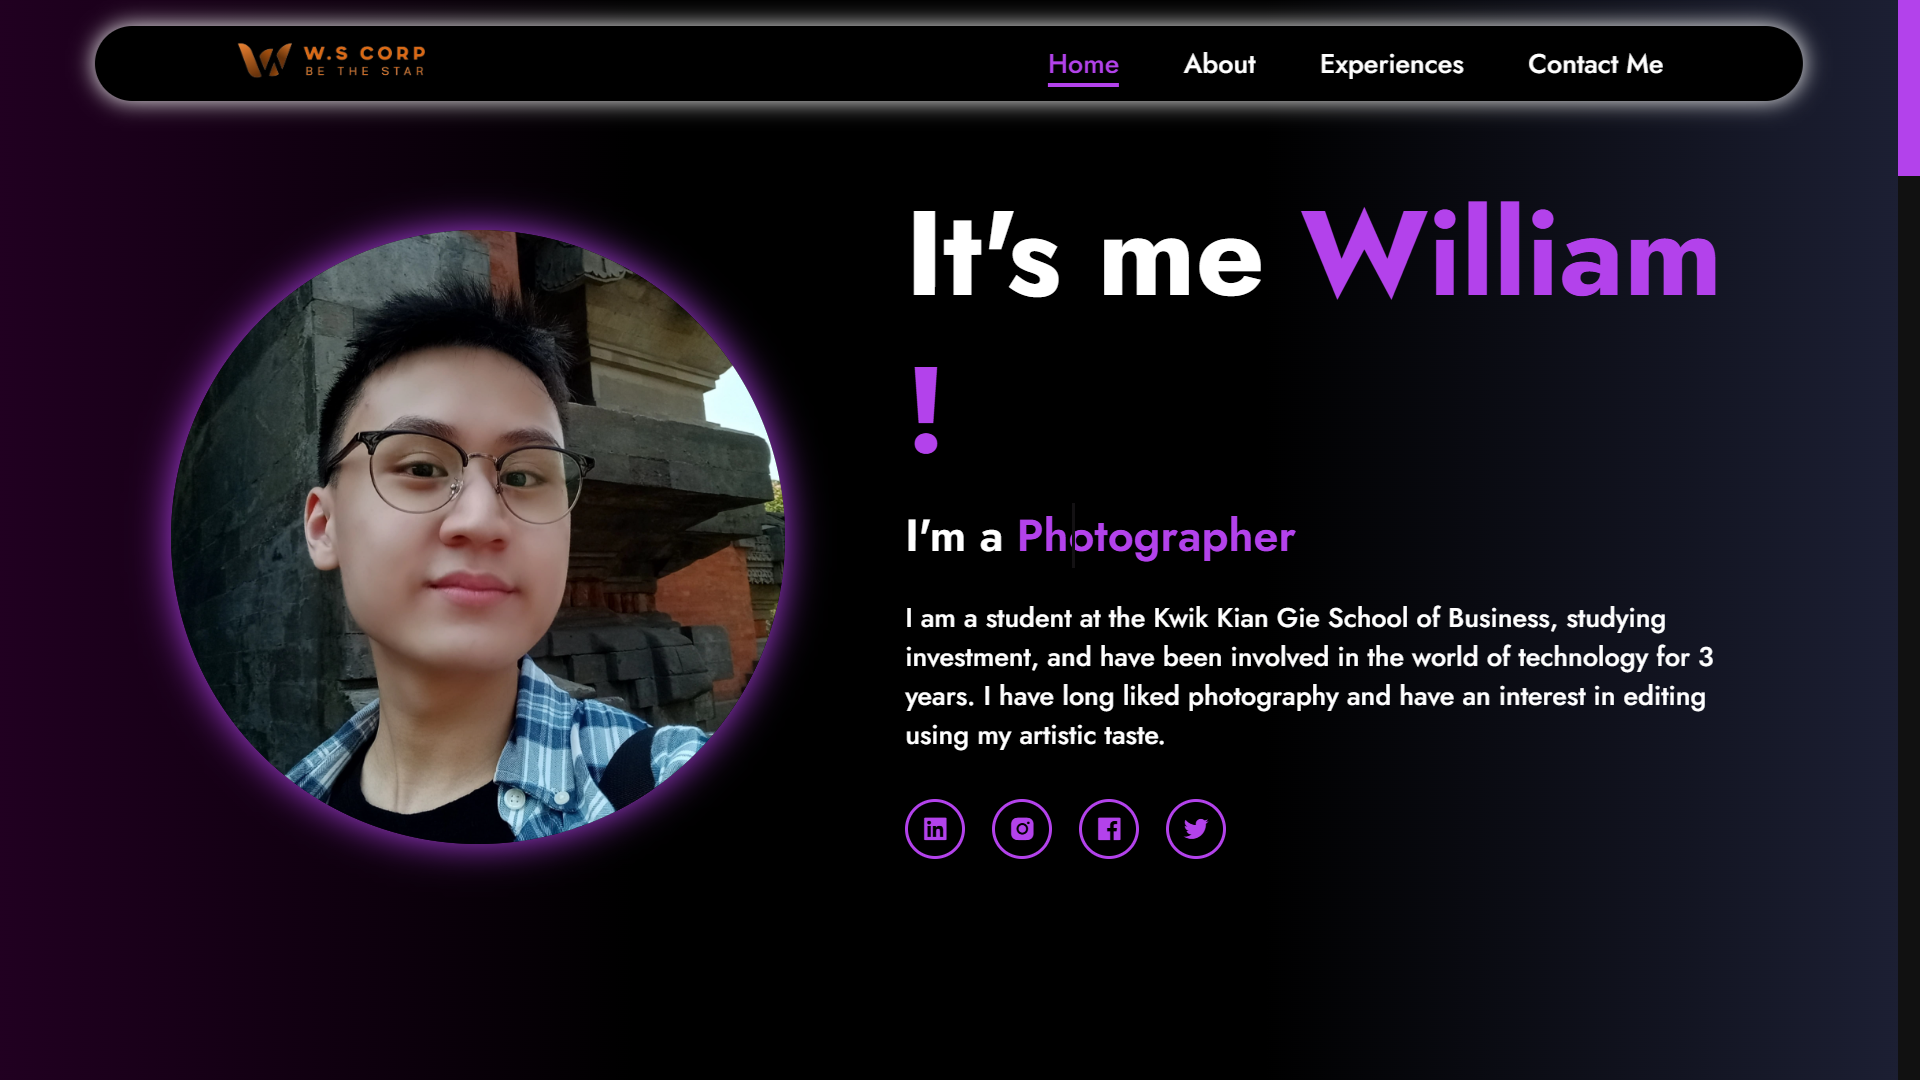 W.S CORP
BE THE STAR
Home About Experiences Contact Me
It's me William
!
I'm a Photographer
I am a student at the Kwik Kian Gie School of Business, studying
investment, and have been involved in the world of technology for 3
years. I have long liked photography and have an interest in editing
using my artistic taste.